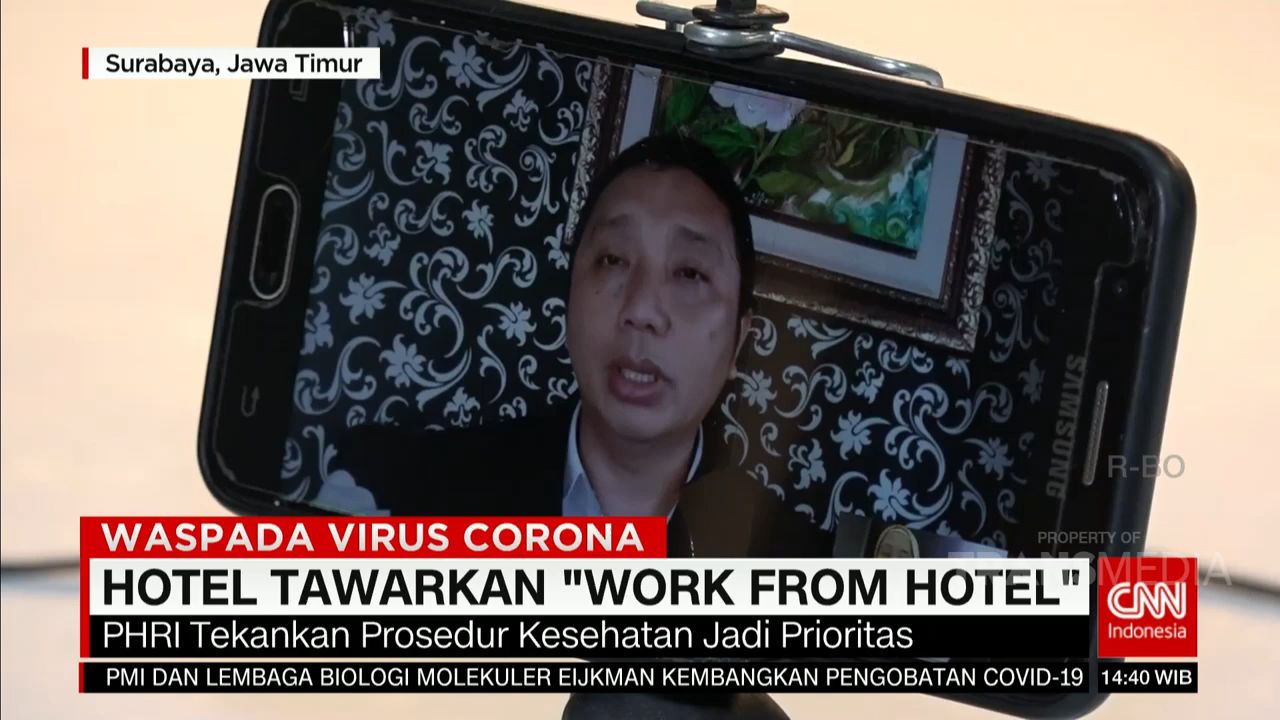 Surabaya, Jawa Timur
SAMSUNG
R-BO
PROPERTY OF
TRANSMEDIA
WASPADA VIRUS CORONA
HOTEL TAWARKAN "WORK FROM HOTEL"
PHRI Tekankan Prosedur Kesehatan Jadi Prioritas
CNN
Indonesia
PMI DAN LEMBAGA BIOLOGI MOLEKULER EIJKMAN KEMBANGKAN PENGOBATAN COVID-19
14:40 WIB